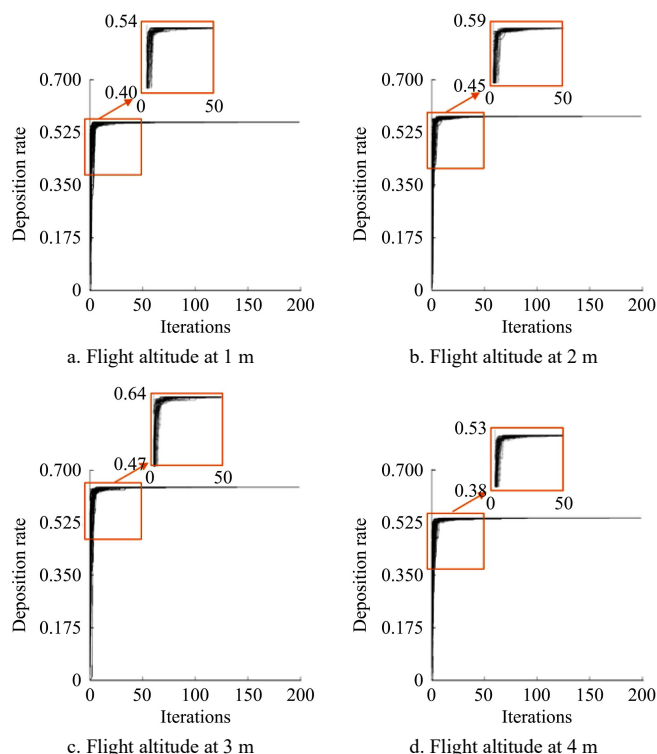 0.54
0.40
0 50
0.700
0.525
0.350
0.175
0
Deposition rate
0 50 100 150 200
Iterations
a. Flight altitude at 1 m
0.59
0.45
0 50
0.700
0.525
0.350
0.175
0
Deposition rate
0 50 100 150 200
Iterations
b. Flight altitude at 2 m
0.64
0.47
0 50
0.700
0.525
0.350
0.175
0
Deposition rate
0 50 100 150 200
Iterations
c. Flight altitude at 3 m
0.53
0.38
0 50
0.700
0.525
0.350
0.175
0
Deposition rate
0 50 100 150 200
Iterations
d. Flight altitude at 4 m